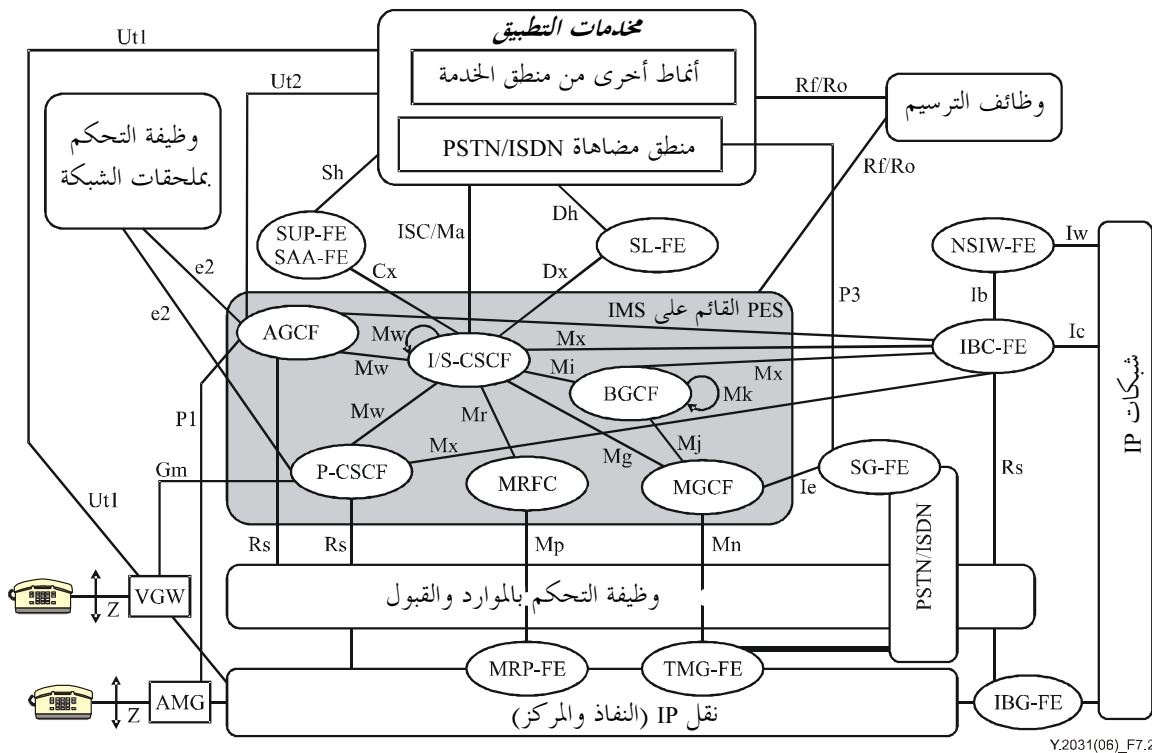 مخدمات التطبيق
Ut1
أنماط أخرى من منطق الخدمة
Ut2
Rf/Ro
وظائف الترسيم
وظيفة التحكم
بملحقات الشبكة
منطق مضاهاة PSTN/ISDN
Rf/Ro
Sh
Dh
SUP-FE
SAA-FE
ISC/Ma
SL-FE
NSIW-FE
Iw
e2
Cx
Dx
P3
e2
Ib
PES القائم على IMS
AGCF
Mw
Mx
IBC-FE
Ic
I/S-CSCF
Mw
Mi
Mx
شبكات IP
BGCF
Mk
P1
Mw
Mr
Mx
Mj
Mg
Gm
P-CSCF
MRFC
MGCF
Ie
SG-FE
Rs
Ut1
PSTN/ISDN
Rs
Rs
Mp
Mn
VGW
Z
وظيفة التحكم بالموارد والقبول
MRP-FE
TMG-FE
AMG
Z
IBG-FE
نقل IP (النفاذ والمركز)
Y.2031(06)_F7.2